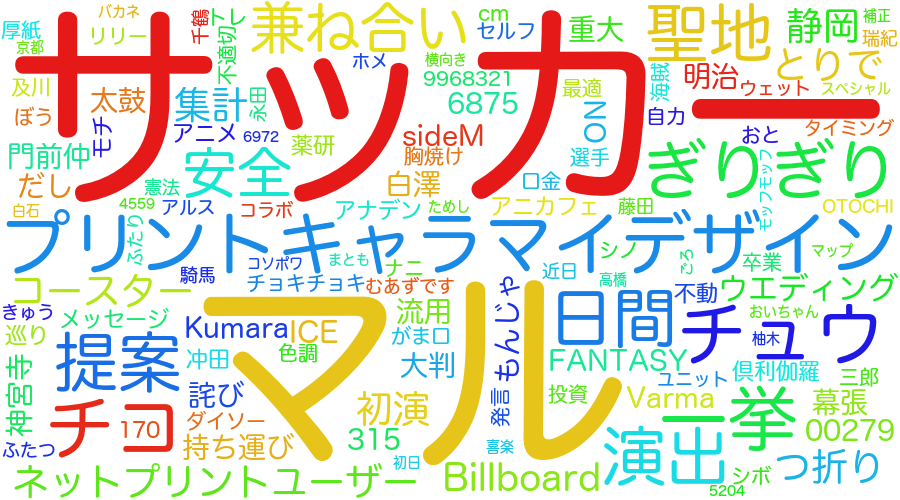 バカネ
千鶴
不適切
了し
兼ね合い
cm
セルフ
重大
聖地
静岡
補正
瑞紀
とりで
厚紙
京都
リリー
サッカー
ホメ
横向き
9968321
6875
最適
海賊
明治
ウェット
スペシャル
及川
ぼう
太鼓
集計
永田
アニメ
6972
薬研
sideM
ON
自カ
おと
タイミング
モチ
門前仲
胸焼け
選手
だし
憲法
安全
白澤
口金
ぎりぎり
モッフモッフ
白石
4559
アルス
コラボ
アナデン
ためし
アニカフェ
藤田
OTOCHI
プリントキャラマイデザイン
ふたり
騎馬
コソポワ
まとも
ナニ
近日
シノ
高橋
ごろ
卒業
マップ
コースター
チョキチョキ
むあずです
不動
ウエディング
きゅう
巡り
メッセージ
Kumara
ICE
流用
がま口
もんじゃ
日間
チュウ
おいちゃん
柚木
神宮寺
提案
冲田
色調
マル
大判
FANTASY
ユニット
倶利伽羅
三郎
詫び
初演
発言
投資
Varma
一挙
幕張
チコ
170
ダイソー
315
00279
ふたつ
持ち運び
喜楽
初日
演出
つ折り
ネットプリントユーザー
Billboard
シボ
5204